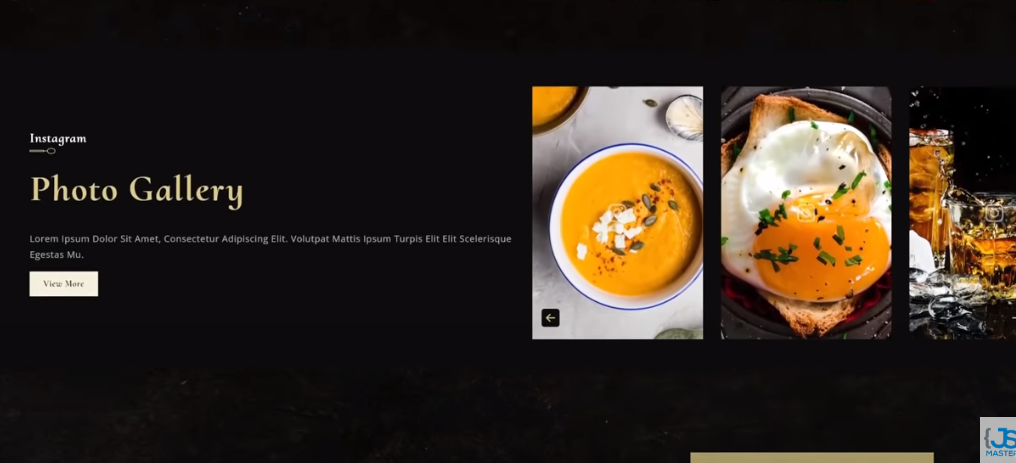 Instagram
Photo Gallery
Lorem Ipsum Dolor Sit Amet, Consectetur Adipiscing Elit. Volutpat Mattis Ipsum Turpis Elit Elit Scelerisque
Egestas Mu.
View More
{JS
MASTER